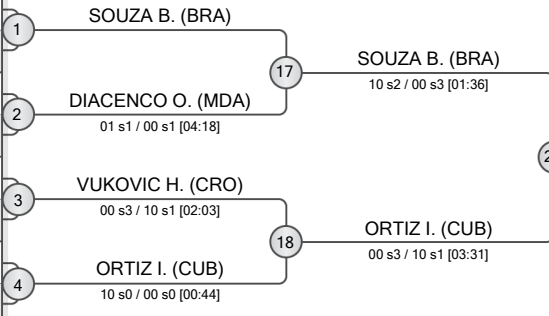 1
SOUZA B. (BRA)
17
SOUZA B. (BRA)
10 s2 / 00 s3 [01:36]
2
DIACENCO O. (MDA)
01 s1 / 00 s1 [04:18]
3
VUKOVIC H. (CRO)
00 s3 / 10 s1 [02:03]
18
ORTIZ I. (CUB)
00 s3 / 10 s1 [03:31]
4
ORTIZ I. (CUB)
10 s0 / 00 s0 [00:44]